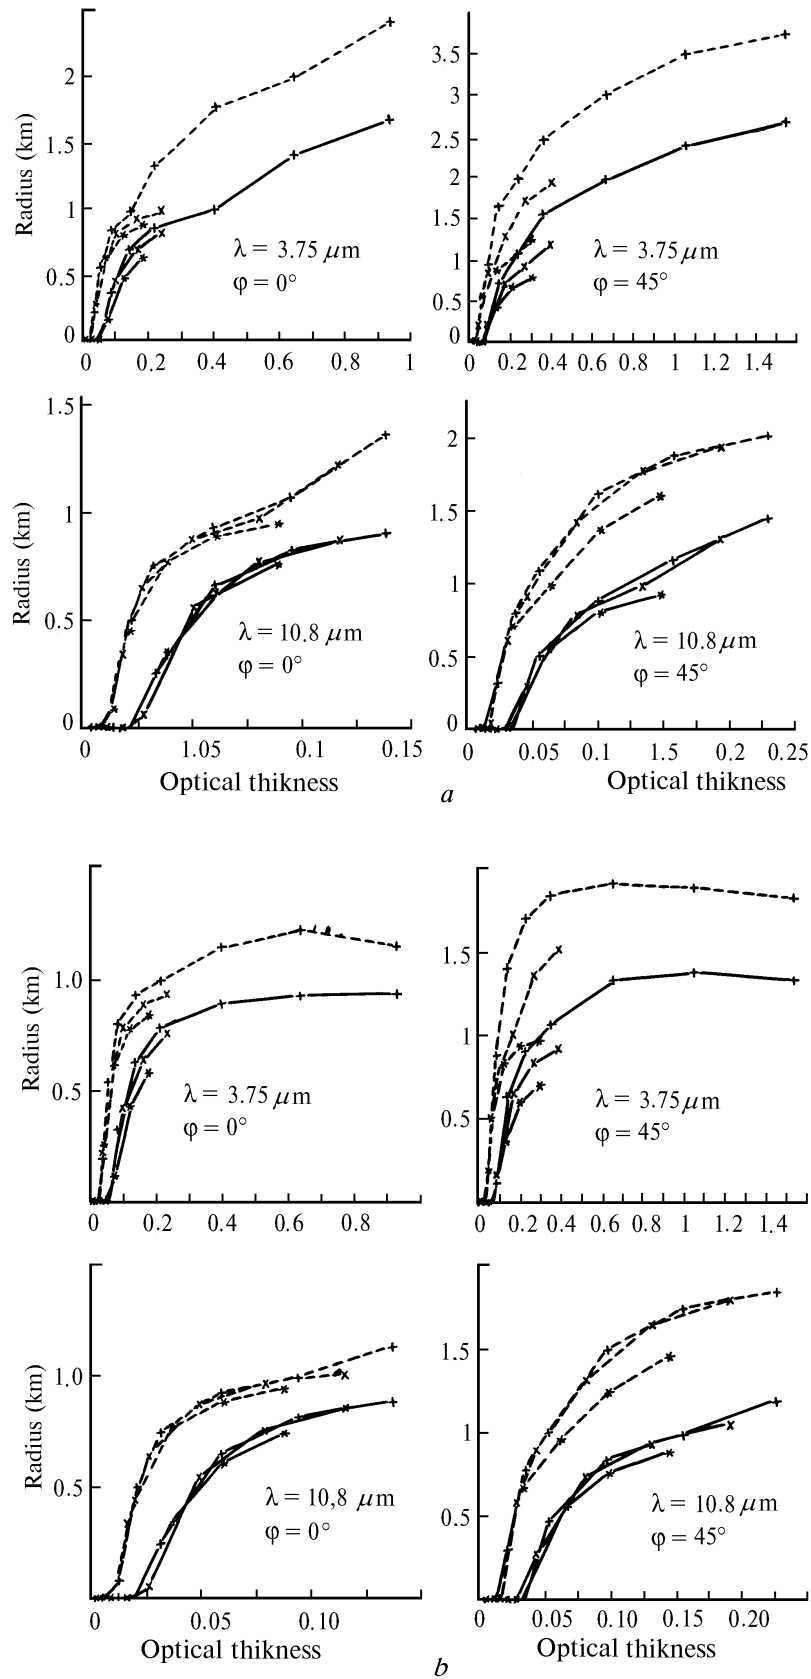 Radius (km)
2
1.5
1
0.5
0
λ = 3.75 μm
φ = 0°
0 0.2 0.4 0.6 0.8 1
3.5
3
2.5
2
1.5
1
0.5
0
λ = 3.75 μm
φ = 45°
0 0.2 0.4 0.6 0.8 1 1.2 1.4
Radius (km)
1.5
1
0.5
0
λ = 10.8 μm
φ = 0°
0 1.05 0.1 0.15
Optical thikness
2
1.5
1
0.5
0
λ = 10.8 μm
φ = 45°
0 0.05 0.1 1.5 0.2 0.25
Optical thikness
a
Radius (km)
1.0
0.5
λ = 3.75 μm
φ = 0°
0 0.2 0.4 0.6 0.8
1.5
1
0.5
λ = 3.75 μm
φ = 45°
0 0.2 0.4 0.6 0.8 1 1.2 1.4
Radius (km)
1.0
0.5
λ = 10,8 μm
φ = 0°
0 0.05 0.10
Optical thikness
1.5
1
0.5
λ = 10.8 μm
φ = 45°
0 0.05 0.10 0.15 0.20
Optical thikness
b